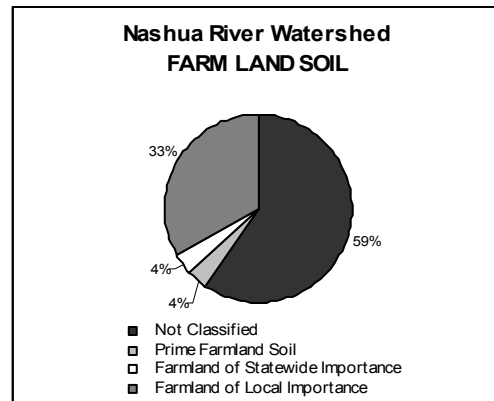 Nashua River Watershed
FARM LAND SOIL
33%
59%
4%
4%
Not Classified
Prime Farmland Soil
Farmland of Statewide Importance
Farmland of Local Importance